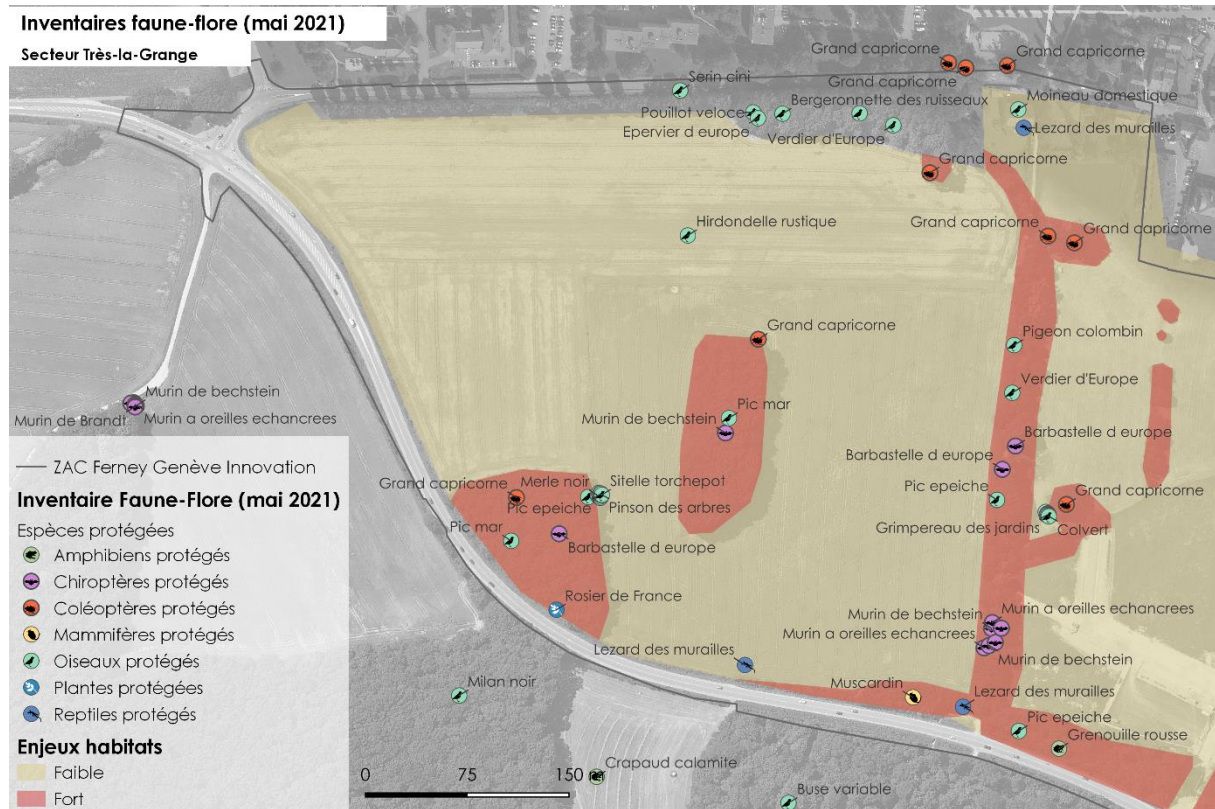 Inventaires faune-flore (mai 2021)
Secteur Très-la-Grange
Grand capricorne
Grand capricorne
Grand capricorne
Serin cini
Moineau domestique
Bergeronnette des ruisseaux
Pouillot veloce
Epervier d europe
Verdier d'Europe
Lezard des murailles
Grand capricorne
Hirdondelle rustique
Grand capricorne
Grand capricorne
Grand capricorne
Pigeon colombin
Murin de bechstein
Murin de Brandt
Murin a oreilles echancrees
Verdier d'Europe
Pic mar
Murin de bechstein
Barbastelle d europe
Barbastelle d europe
Grand capricorne
Merle noir
Sitelle torchepot
Pic epeiche
Pinson des arbres
Pic mar
Barbastelle d europe
Pic epeiche
Grand capricorne
Grimpereau des jardins
Colvert
Rosier de France
Murin de bechstein
Murin a oreilles echancrees
Murin a oreilles echancrees
Murin de bechstein
Lezard des murailles
Milan noir
Muscardin
Lezard des murailles
Pic epeiche
Grenouille rousse
Crapaud calamite
Buse variable
ZAC Ferney Genève Innovation
Inventaire Faune-Flore (mai 2021)
Espèces protégées
Amphibiens protégés
Chiroptères protégés
Coléoptères protégés
Mammifères protégés
Oiseaux protégés
Plantes protégées
Reptiles protégés
Enjeux habitats
Faible
Fort
0 75 150 m